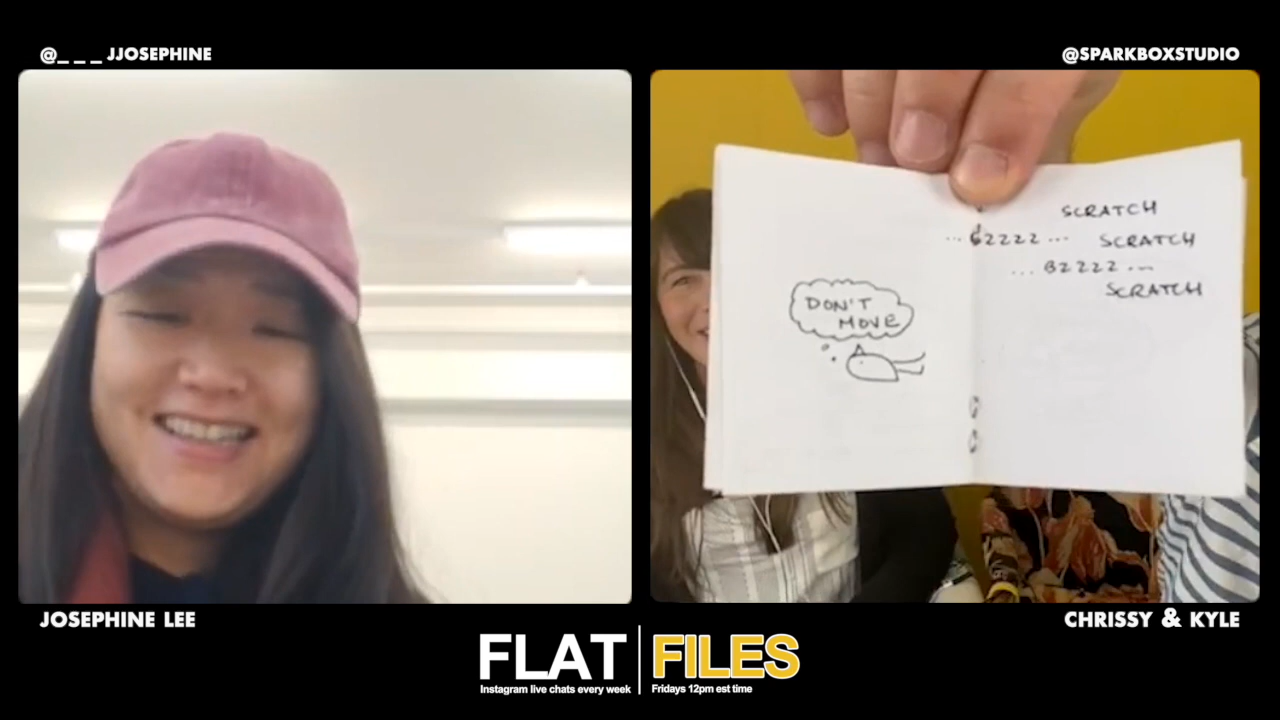 @_ _ _ JJOSEPHINE
@SPARKBOXSTUDIO
DON'T
MOVE
SCRATCH
...BZZZZ... SCRATCH
...BZZZZ...
SCRATCH
JOSEPHINE LEE
CHRISSY & KYLE
FLAT FILES
Instagram live chats every week
Fridays 12pm est time